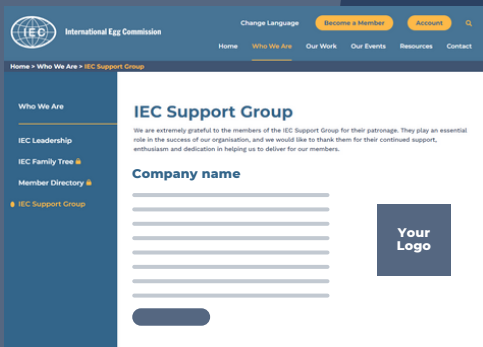 Change Language
Become a Member
Account
IEC
International Egg Commission
Home
Who We Are
Our Work
Our Events
Resources
Contact
Home > Who We Are > IEC Support Group
Who We Are
IEC Leadership
IEC Family Tree
Member Directory
IEC Support Group
IEC Support Group
We are extremely grateful to the members of the IEC Support Group for their patronage. They play an essential
role in the success of our organisation, and we would like to thank them for their continued support,
enthusiasm and dedication in helping us to deliver for our members.
Company name
Your
Logo